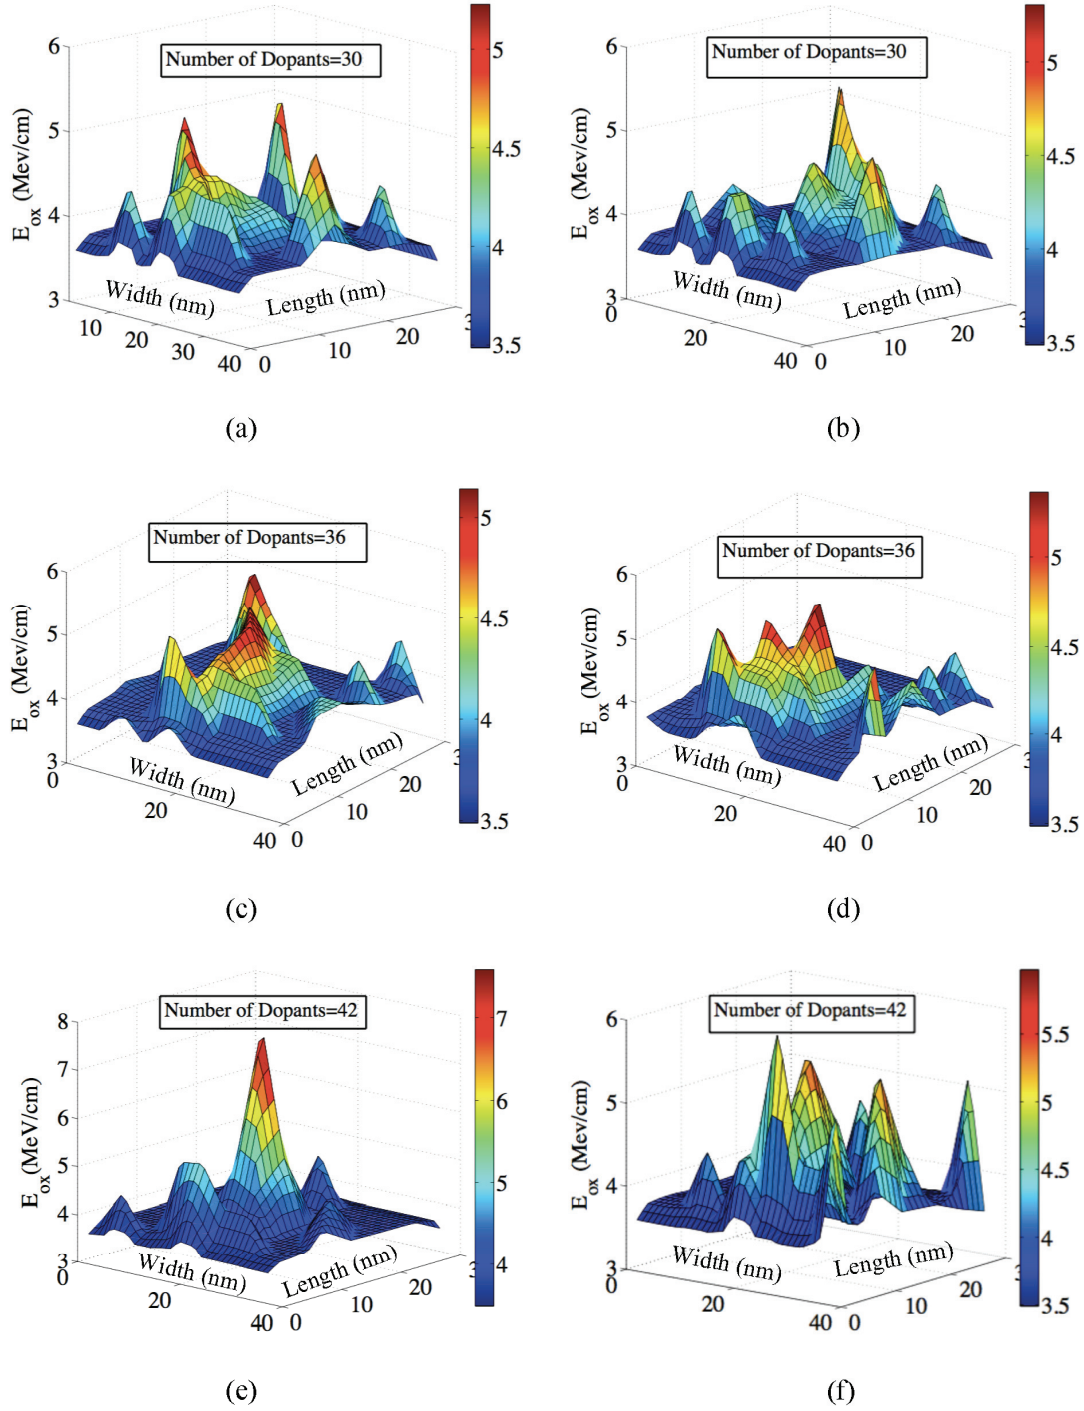 Number of Dopants=30
6
5
4
3
E_ox (Mev/cm)
Width (nm)
10
20
30
40
Length (nm)
0
10
20
5
4.5
4
3.5
(a)
Number of Dopants=30
6
5
4
3
E_ox (Mev/cm)
Width (nm)
0
20
40
Length (nm)
0
10
20
5
4.5
4
3.5
(b)
Number of Dopants=36
6
5
4
3
E_ox (Mev/cm)
Width (nm)
0
20
40
Length (nm)
0
10
20
5
4.5
4
3.5
(c)
Number of Dopants=36
6
5
4
3
E_ox (Mev/cm)
Width (nm)
0
20
40
Length (nm)
0
10
20
5
4.5
4
3.5
(d)
Number of Dopants=42
8
7
6
5
4
3
E_ox (MeV/cm)
Width (nm)
0
20
40
Length (nm)
0
10
20
7
6
5
4
(e)
Number of Dopants=42
6
5
4
3
E_ox (Mev/cm)
Width (nm)
0
20
40
Length (nm)
0
10
20
5.5
5
4.5
4
3.5
(f)